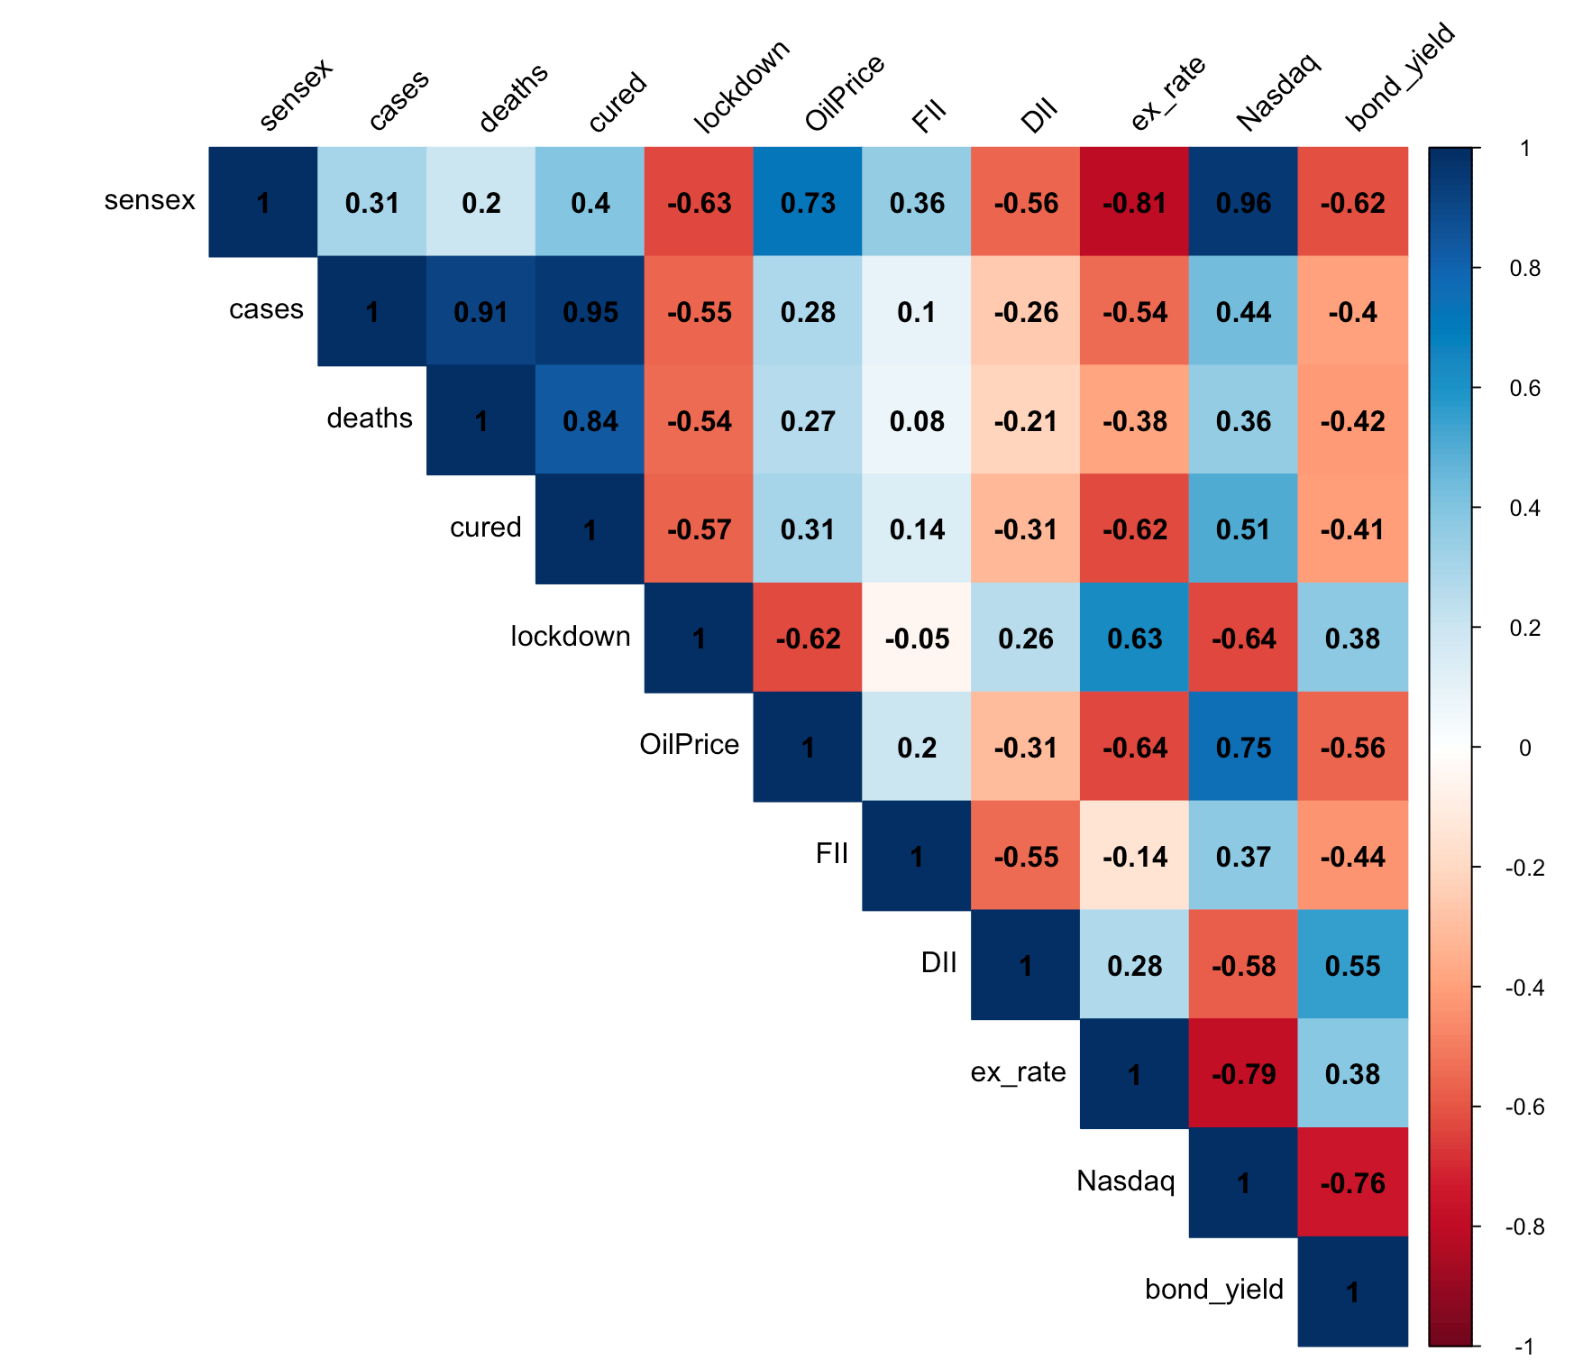 sensex cases deaths cured lockdown OilPrice FII DII ex_rate Nasdaq bond_yield
sensex 1 0.31 0.2 0.4 -0.63 0.73 0.36 -0.56 -0.81 0.96 -0.62
cases 1 0.91 0.95 -0.55 0.28 0.1 -0.26 -0.54 0.44 -0.4
deaths 1 0.84 -0.54 0.27 0.08 -0.21 -0.38 0.36 -0.42
cured 1 -0.57 0.31 0.14 -0.31 -0.62 0.51 -0.41
lockdown 1 -0.62 -0.05 0.26 0.63 -0.64 0.38
OilPrice 1 0.2 -0.31 -0.64 0.75 -0.56
FII 1 -0.55 -0.14 0.37 -0.44
DII 1 0.28 -0.58 0.55
ex_rate 1 -0.79 0.38
Nasdaq 1 -0.76
bond_yield 1
1
0.8
0.6
0.4
0.2
0
-0.2
-0.4
-0.6
-0.8
-1